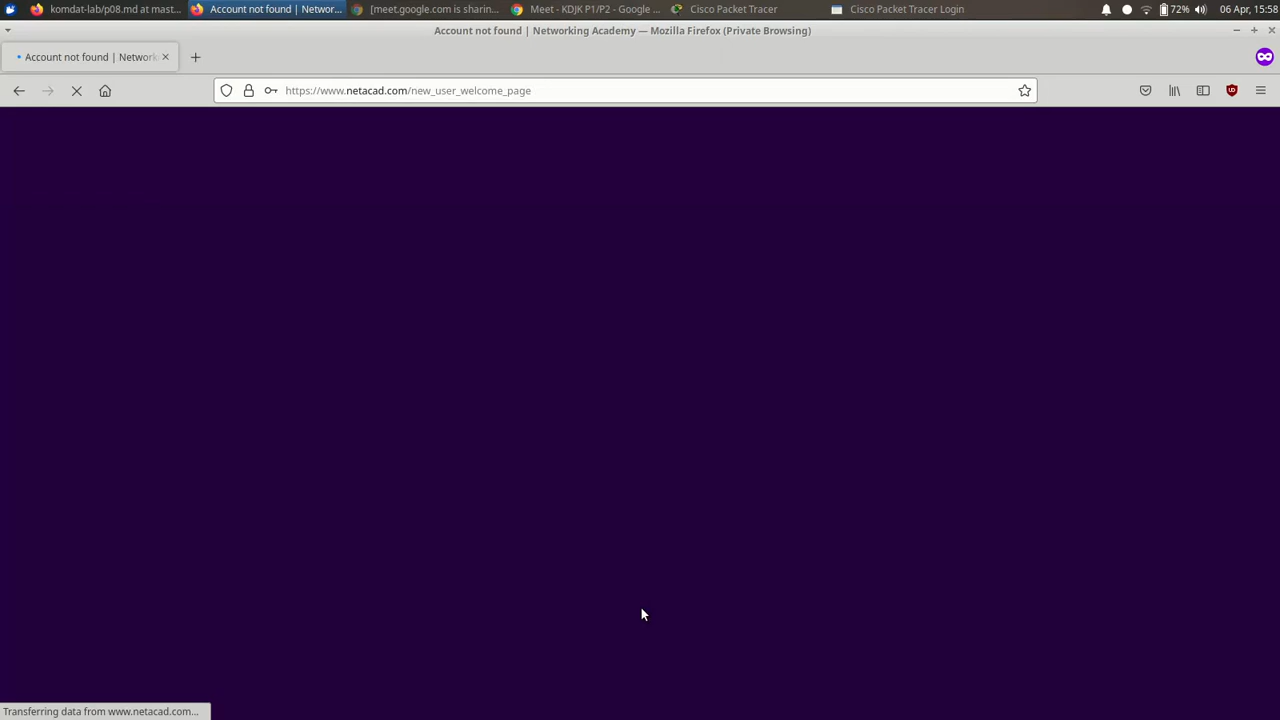 komdat-lab/p08.md at mast...
Account not found | Networ...
[meet.google.com is sharin...
Meet - KDJK P1/P2 - Google ...
Cisco Packet Tracer
Cisco Packet Tracer Login
72%
06 Apr, 15:58
Account not found | Networking Academy — Mozilla Firefox (Private Browsing)
Account not found | Network
https://www.netacad.com/new_user_welcome_page
Transferring data from www.netacad.com...